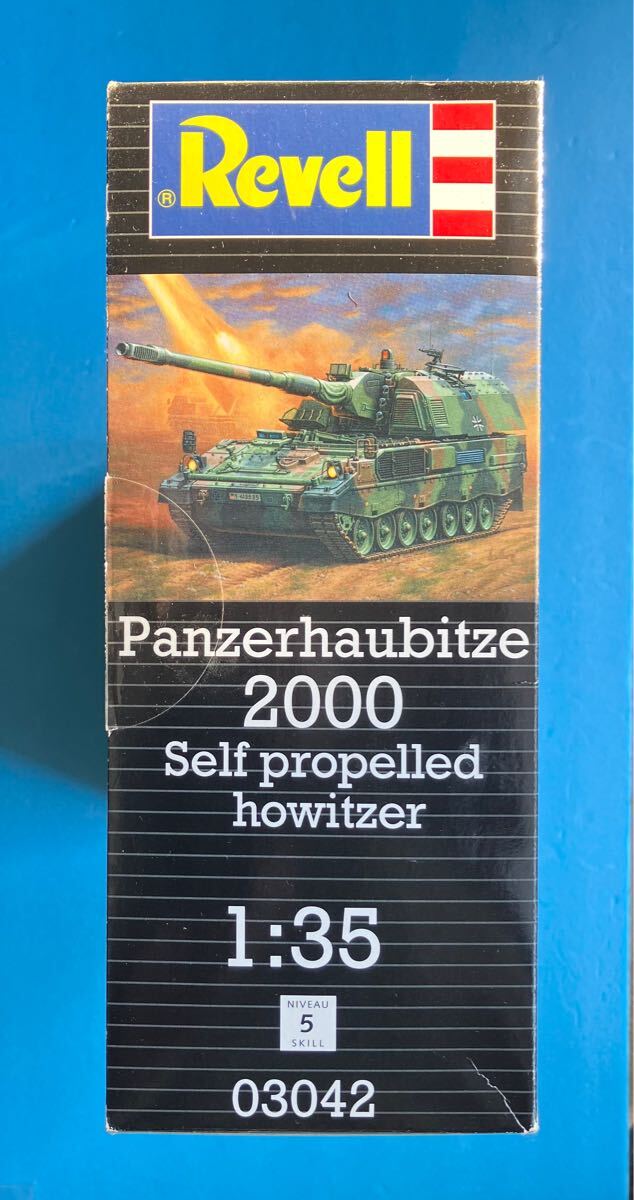 Revell
®
Panzerhaubitze
2000
Self propelled
howitzer
1:35
NIVEAU
5
SKILL
03042